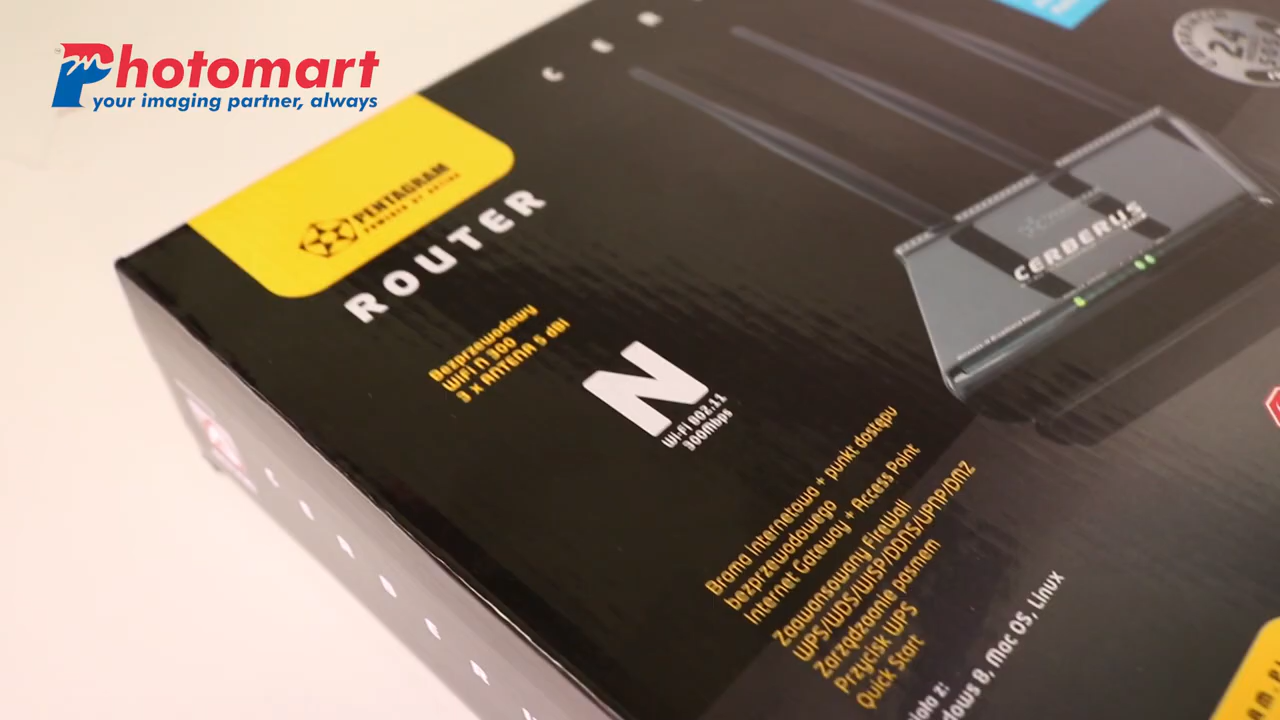 Photomart
your imaging partner, always
PENTAGRAM
POWERED BY
ROUTER
Bezprzewodowy
WiFi N 300
3 x ANTENA 5 dBi
N
Wi-Fi 802.11
300Mbps
CERBERUS
24
Brama internetowa + punkt dostępu
bezprzewodowego
Internet Gateway + Access Point
Zaawansowany FireWall
WPS/WDS/WISP/DDNS/UPNP/DMZ
Zarządzanie pasmem
Przycisk WPS
Quick Start
8, Mac OS, Linux